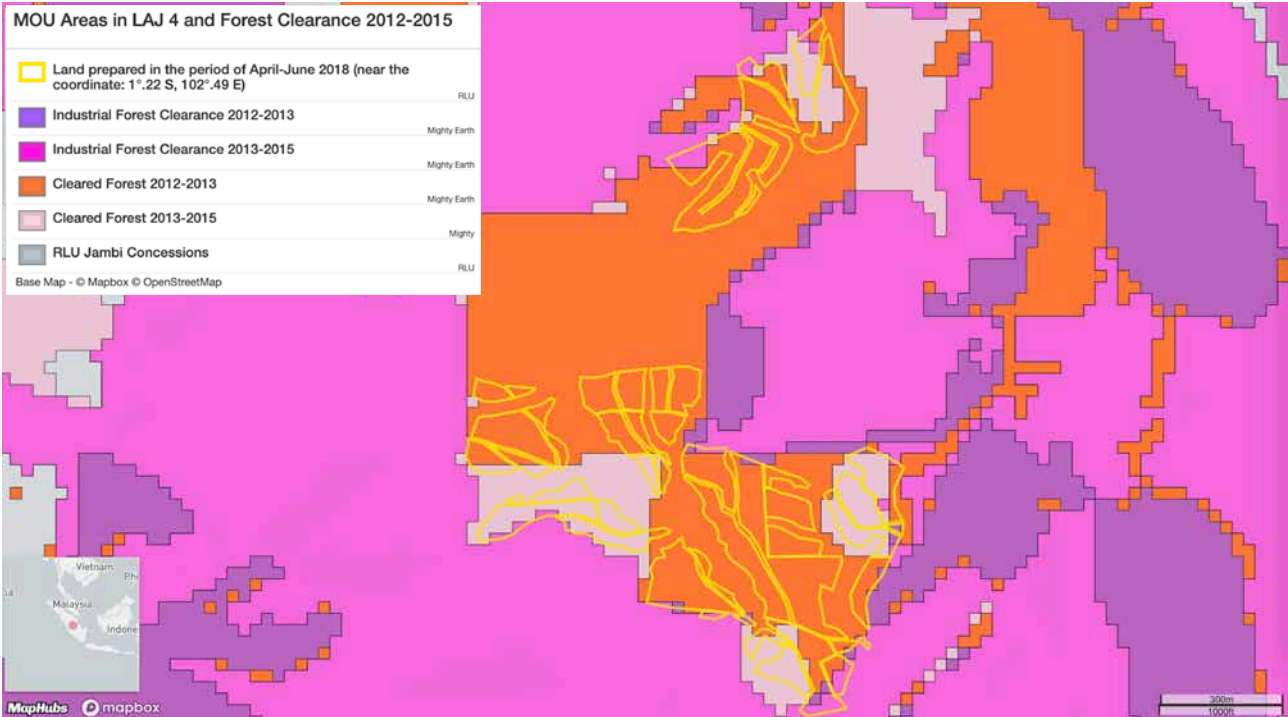 MOU Areas in LAJ 4 and Forest Clearance 2012-2015
Land prepared in the period of April-June 2018 (near the
coordinate: 1°.22 S, 102°.49 E)
RLU
Industrial Forest Clearance 2012-2013
Mighty Earth
Industrial Forest Clearance 2013-2015
Mighty Earth
Cleared Forest 2012-2013
Mighty Earth
Cleared Forest 2013-2015
Mighty
RLU Jambi Concessions
RLU
Base Map - © Mapbox © OpenStreetMap
Vietnam
Ph
Malaysia
Indone
MapHubs
mapbox
300m
1000ft